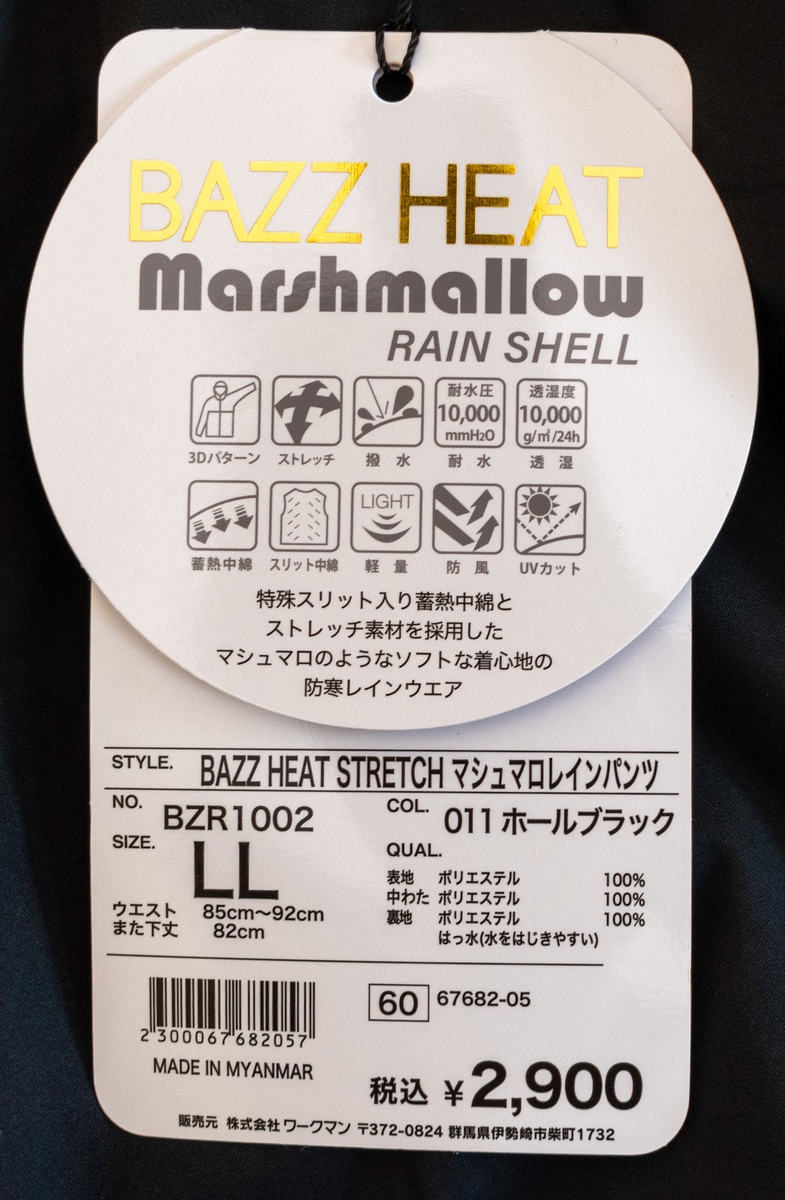 BAZZ HEAT
Marshmallow
RAIN SHELL
耐水圧 透湿度
10,000 10,000
mmH2O g/㎡/24h
3Dパターン ストレッチ 撥 水 耐 水 透 湿
LIGHT
蓄熱中綿 スリット中綿 軽 量 防 風 UVカット
特殊スリット入り蓄熱中綿と
ストレッチ素材を採用した
マシュマロのようなソフトな着心地の
防寒レインウエア
STYLE. BAZZ HEAT STRETCH マシュマロレインパンツ
NO. BZR1002 COL. 011 ホールブラック
SIZE. LL QUAL.
表地 ポリエステル 100%
中わた ポリエステル 100%
裏地 ポリエステル 100%
はっ水(水をはじきやすい)
ウエスト 85cm〜92cm
また下丈 82cm
60 67682-05
2 300067 682057
MADE IN MYANMAR
税込 ¥2,900
販売元 株式会社 ワークマン 〒372-0824 群馬県伊勢崎市柴町1732